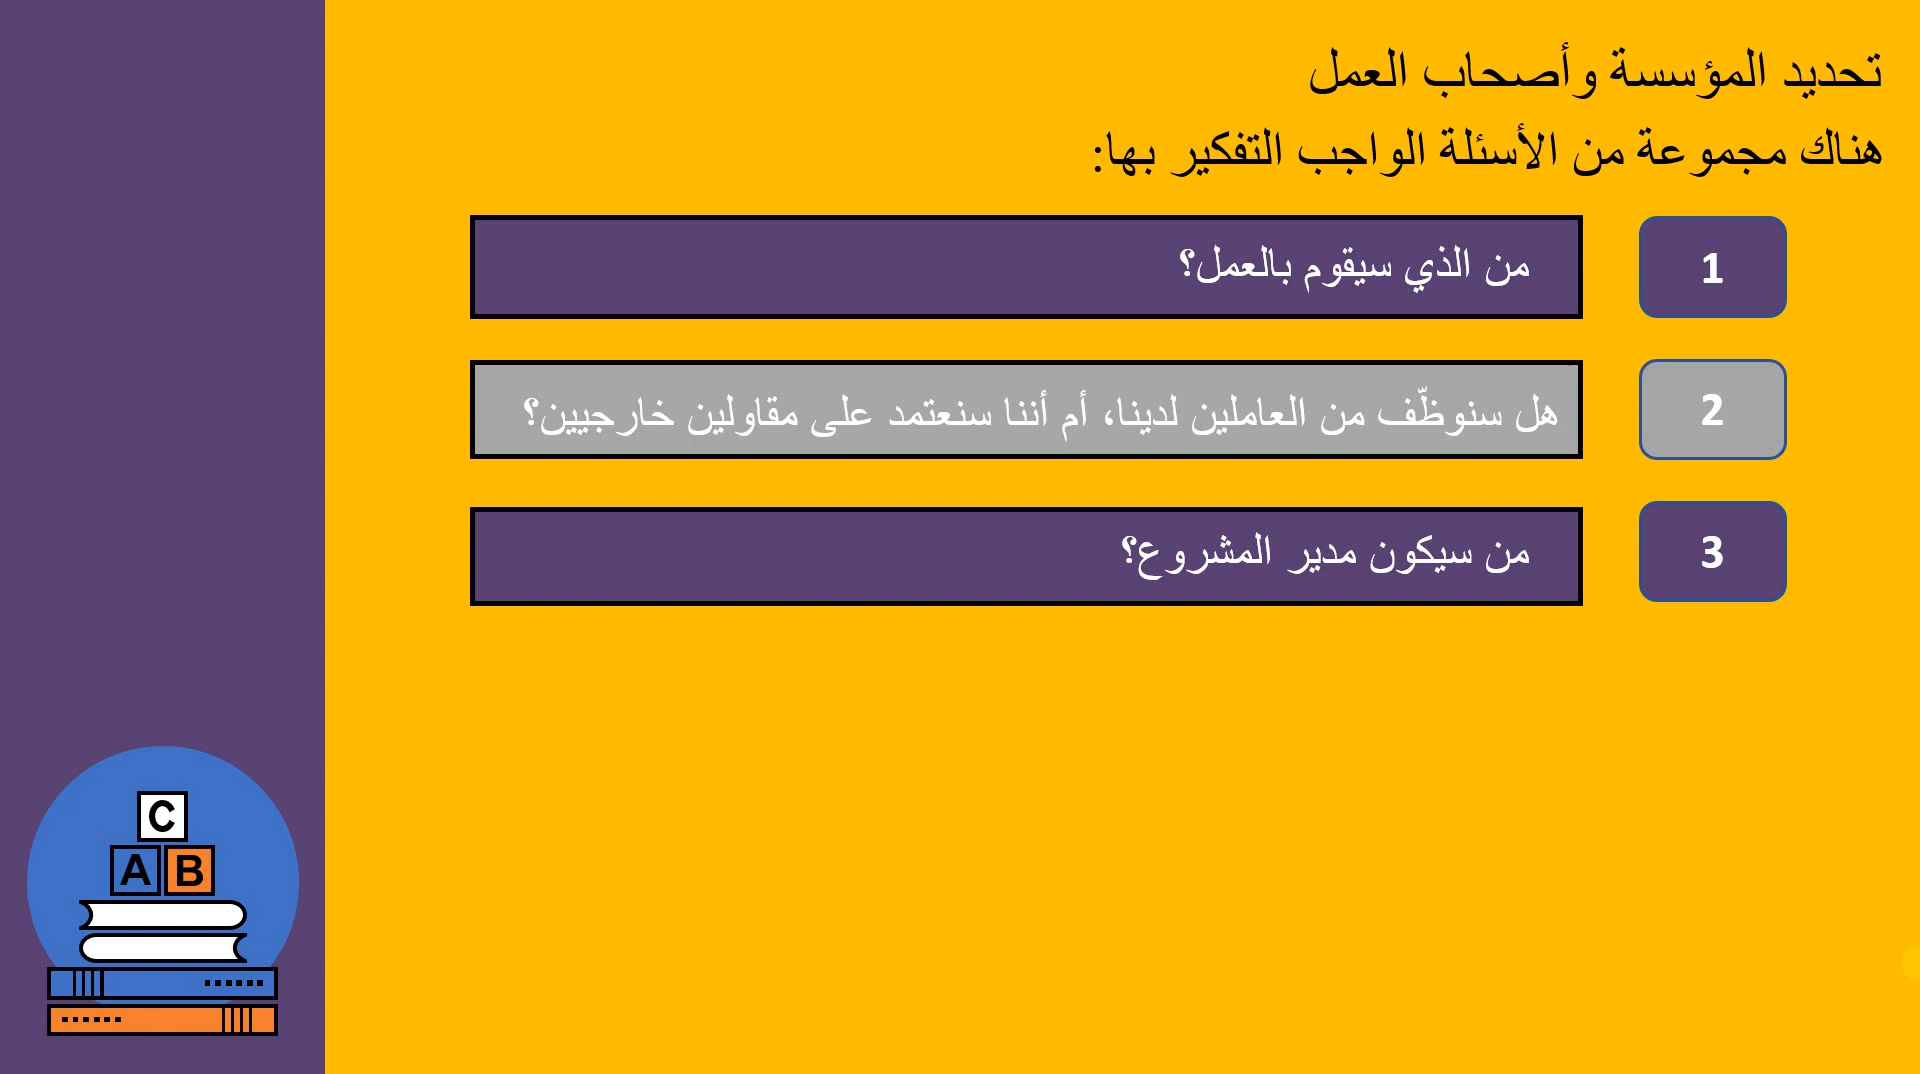 تحديد المؤسسة وأصحاب العمل
هناك مجموعة من الأسئلة الواجب التفكير بها:
1
من الذي سيقوم بالعمل؟
2
هل سنوظّف من العاملين لدينا، أم أننا سنعتمد على مقاولين خارجيين؟
3
من سيكون مدير المشروع؟
C
A B